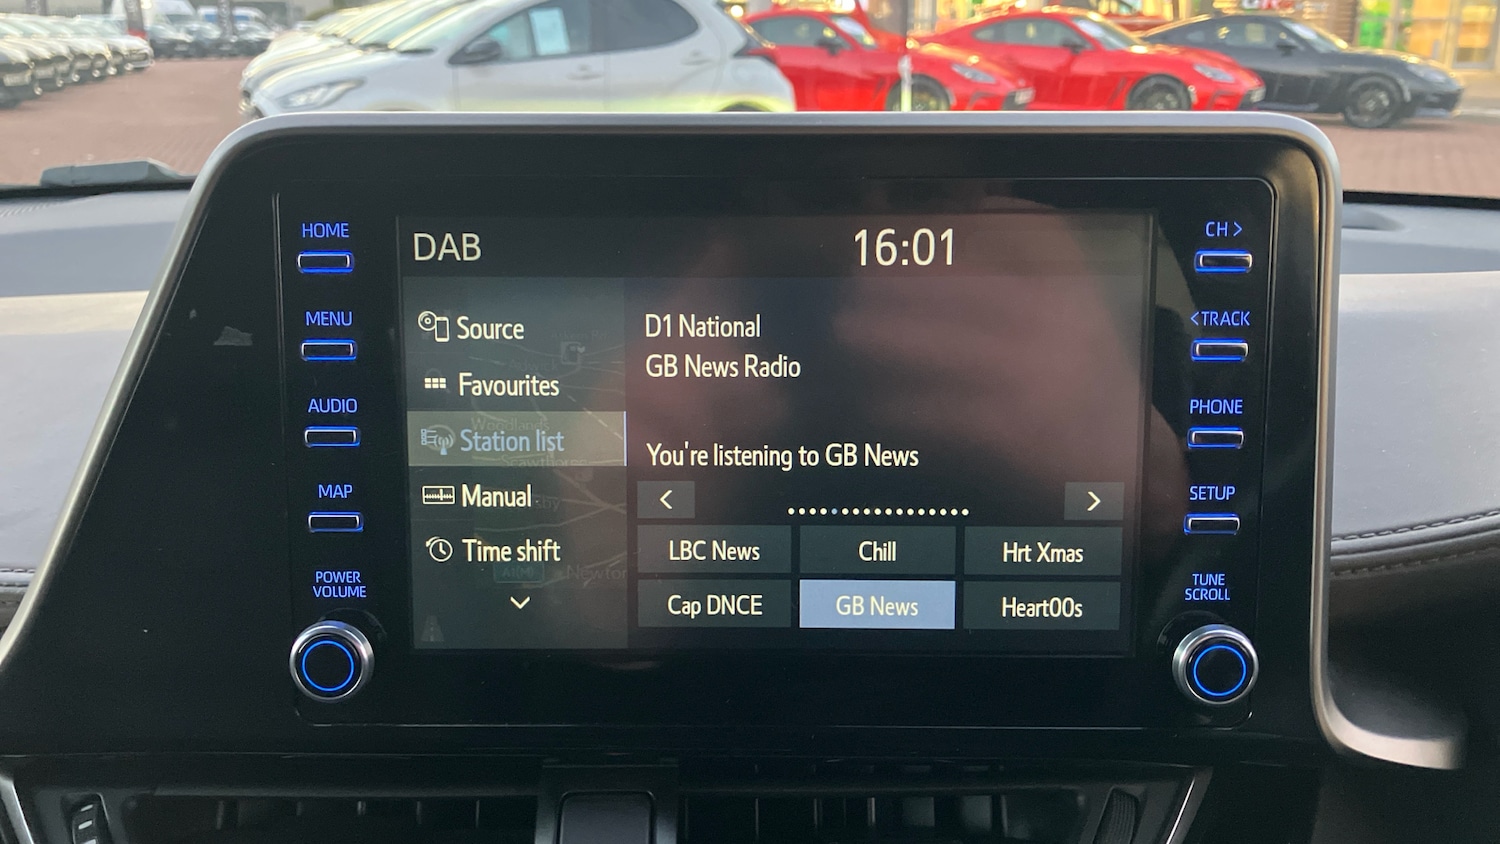 HOME
MENU
AUDIO
MAP
POWER
VOLUME
DAB
16:01
Source
Favourites
Station list
Manual
Time shift
D1 National
GB News Radio
You're listening to GB News
LBC News
Chill
Hrt Xmas
Cap DNCE
GB News
Heart00s
CH >
< TRACK
PHONE
SETUP
TUNE
SCROLL